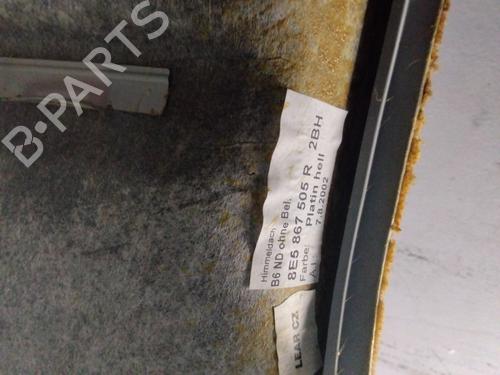 B·PARTS
Himmeldach
B6 ND ohne Bel.
8E5 867 505 R 2BH
Farbe: Platin hell
A.I.: 7.8.2002
LEAR CZ